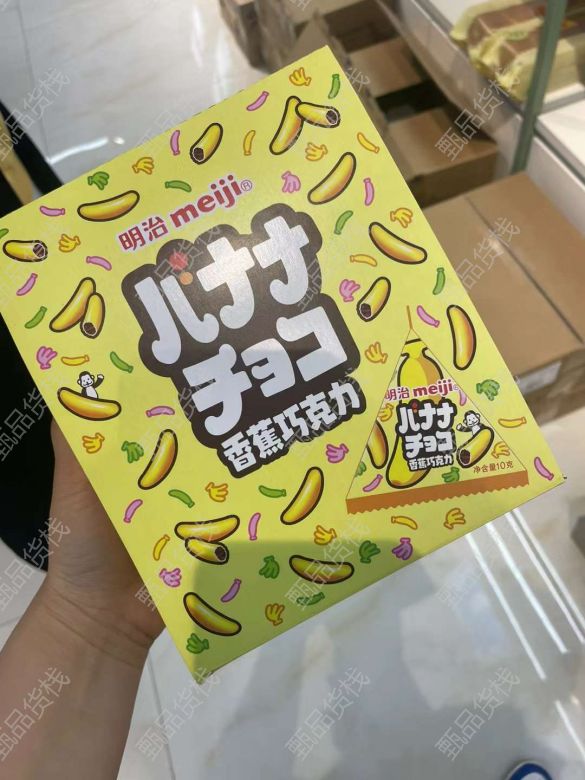 明治 meiji®
バナナ
チョコ
香蕉巧克力
明治 meiji
バナナ
チョコ
香蕉巧克力
净含量10克
甄品货栈